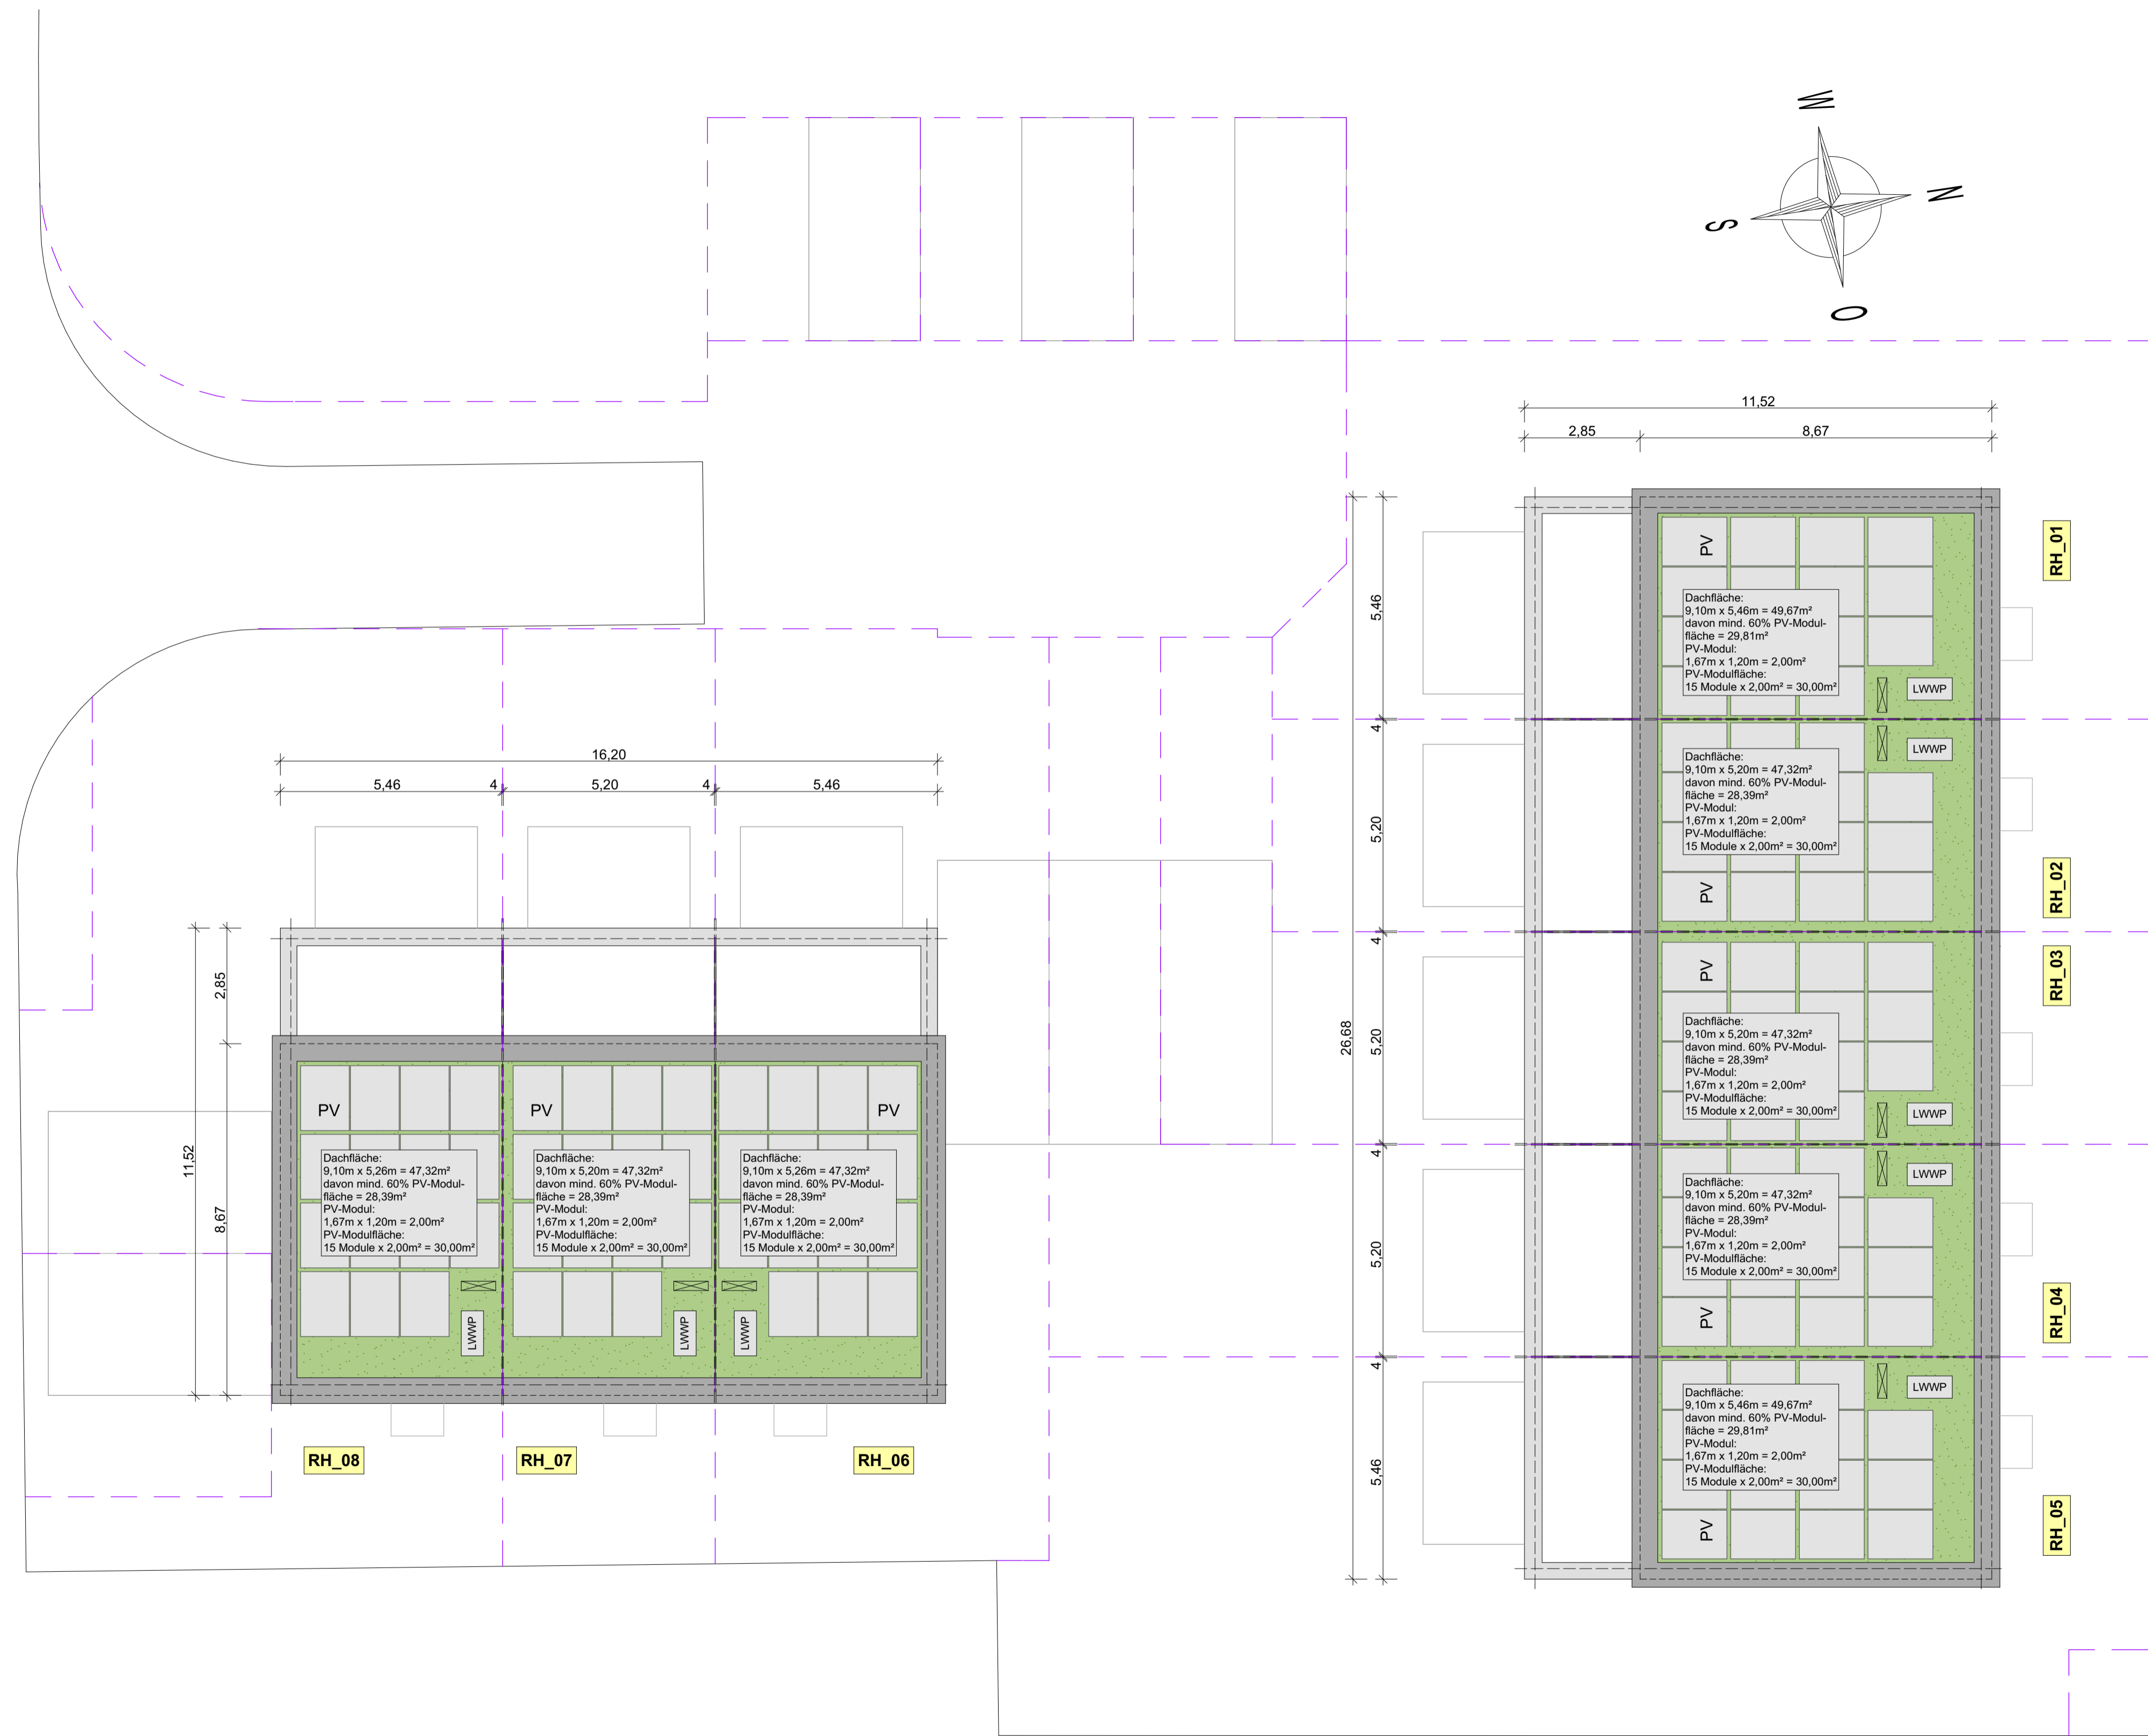 W
N
S
O
11,52
2,85
8,67
26,68
5,46
4
5,20
4
5,20
4
5,20
4
5,46
PV
Dachfläche:
9,10m x 5,46m = 49,67m²
davon mind. 60% PV-Modul-
fläche = 29,81m²
PV-Modul:
1,67m x 1,20m = 2,00m²
PV-Modulfläche:
15 Module x 2,00m² = 30,00m²
LWWP
RH_01
Dachfläche:
9,10m x 5,20m = 47,32m²
davon mind. 60% PV-Modul-
fläche = 28,39m²
PV-Modul:
1,67m x 1,20m = 2,00m²
PV-Modulfläche:
15 Module x 2,00m² = 30,00m²
LWWP
PV
RH_02
PV
Dachfläche:
9,10m x 5,20m = 47,32m²
davon mind. 60% PV-Modul-
fläche = 28,39m²
PV-Modul:
1,67m x 1,20m = 2,00m²
PV-Modulfläche:
15 Module x 2,00m² = 30,00m²
LWWP
RH_03
Dachfläche:
9,10m x 5,20m = 47,32m²
davon mind. 60% PV-Modul-
fläche = 28,39m²
PV-Modul:
1,67m x 1,20m = 2,00m²
PV-Modulfläche:
15 Module x 2,00m² = 30,00m²
LWWP
PV
RH_04
Dachfläche:
9,10m x 5,46m = 49,67m²
davon mind. 60% PV-Modul-
fläche = 29,81m²
PV-Modul:
1,67m x 1,20m = 2,00m²
PV-Modulfläche:
15 Module x 2,00m² = 30,00m²
LWWP
PV
RH_05
16,20
5,46
4
5,20
4
5,46
11,52
2,85
8,67
PV
Dachfläche:
9,10m x 5,26m = 47,32m²
davon mind. 60% PV-Modul-
fläche = 28,39m²
PV-Modul:
1,67m x 1,20m = 2,00m²
PV-Modulfläche:
15 Module x 2,00m² = 30,00m²
LWWP
RH_08
PV
Dachfläche:
9,10m x 5,20m = 47,32m²
davon mind. 60% PV-Modul-
fläche = 28,39m²
PV-Modul:
1,67m x 1,20m = 2,00m²
PV-Modulfläche:
15 Module x 2,00m² = 30,00m²
LWWP
RH_07
PV
Dachfläche:
9,10m x 5,26m = 47,32m²
davon mind. 60% PV-Modul-
fläche = 28,39m²
PV-Modul:
1,67m x 1,20m = 2,00m²
PV-Modulfläche:
15 Module x 2,00m² = 30,00m²
LWWP
RH_06